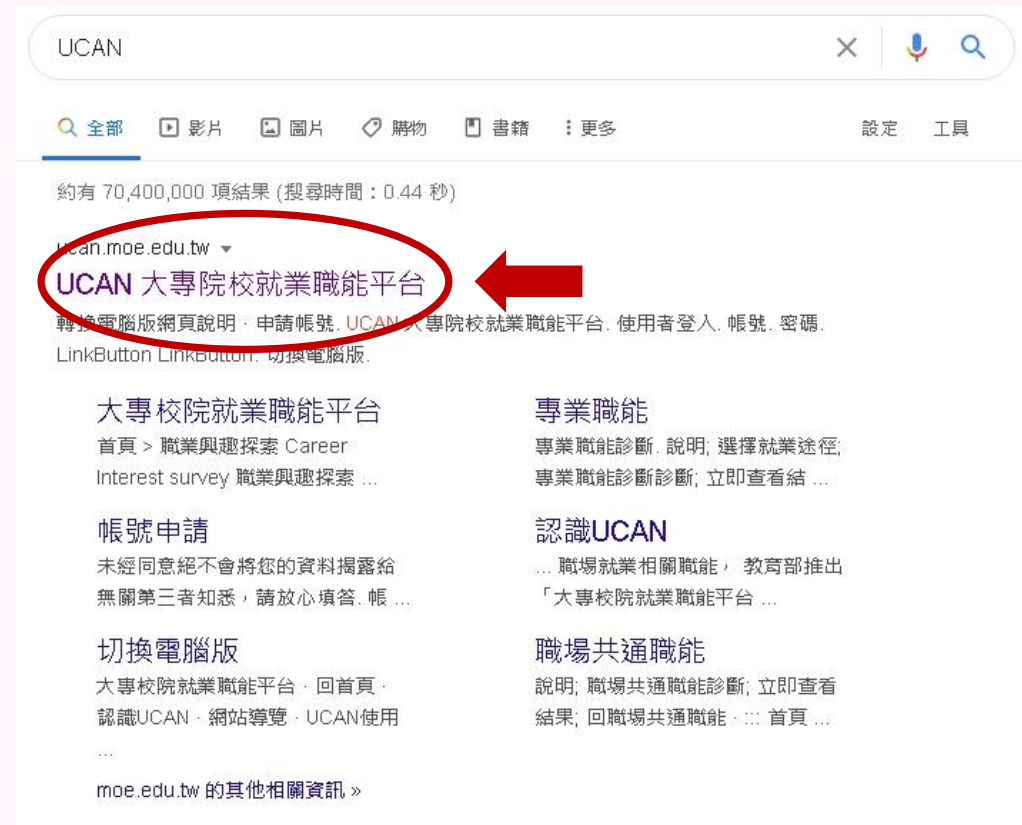 UCAN
全部 影片 圖片 購物 書籍 更多 設定 工具
約有 70,400,000 項結果 (搜尋時間：0.44 秒)
ucan.moe.edu.tw
UCAN 大專院校就業職能平台
轉換電腦版網頁說明 · 申請帳號. UCAN 大專院校就業職能平台. 使用者登入. 帳號. 密碼.
LinkButton LinkButton. 切換電腦版.
大專校院就業職能平台
首頁 > 職業興趣探索 Career
Interest survey 職業興趣探索 ...
專業職能
專業職能診斷. 說明; 選擇就業途徑;
專業職能診斷診斷; 立即查看結 ...
帳號申請
未經同意絕不會將您的資料揭露給
無關第三者知悉，請放心填答. 帳 ...
認識UCAN
... 職場就業相關職能， 教育部推出
「大專校院就業職能平台 ...
切換電腦版
大專校院就業職能平台 · 回首頁 ·
認識UCAN · 網站導覽 · UCAN使用
...
職場共通職能
說明; 職場共通職能診斷; 立即查看
結果; 回職場共通職能 · ::: 首頁 ...
moe.edu.tw 的其他相關資訊 »